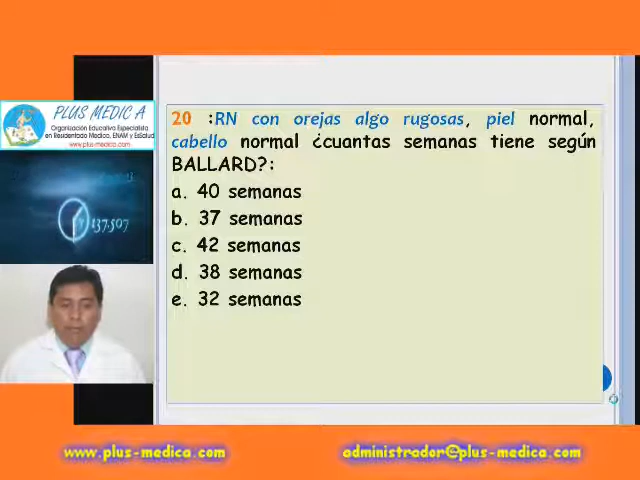 PLUS MEDIC A
Organización Educativa Especialista
en Residentado Medico, ENAM y EsSalud
www.plus-medica.com
137.507
20 :RN con orejas algo rugosas, piel normal,
cabello normal ¿cuantas semanas tiene según
BALLARD?:
a. 40 semanas
b. 37 semanas
c. 42 semanas
d. 38 semanas
e. 32 semanas
www.plus-medica.com
administrador@plus-medica.com